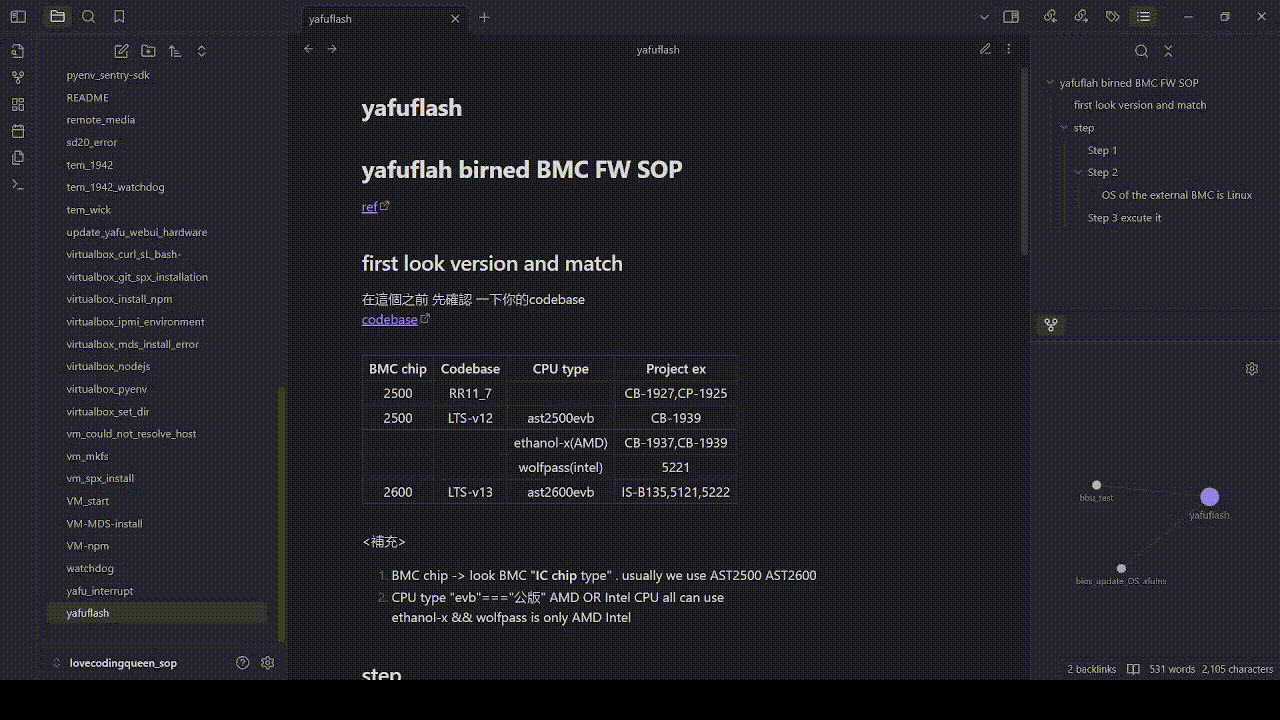 yafuflash
yafuflash
pyenv_sentry-sdk
README
remote_media
sd20_error
tem_1942
tem_1942_watchdog
tem_wick
update_yafu_webui_hardware
virtualbox_curl_sL_bash-
virtualbox_git_spx_installation
virtualbox_install_npm
virtualbox_ipmi_environment
virtualbox_mds_install_error
virtualbox_nodejs
virtualbox_pyenv
virtualbox_set_dir
vm_could_not_resolve_host
vm_mkfs
vm_spx_install
VM_start
VM-MDS-install
VM-npm
watchdog
yafu_interrupt
yafuflash
lovecodingqueen_sop
yafuflash
yafuflah birned BMC FW SOP
ref
first look version and match
在這個之前 先確認 一下你的codebase
codebase
BMC chip Codebase CPU type Project ex
2500 RR11_7 CB-1927,CP-1925
2500 LTS-v12 ast2500evb CB-1939
ethanol-x(AMD) CB-1937,CB-1939
wolfpass(intel) 5221
2600 LTS-v13 ast2600evb IS-B135,5121,5222
<補充>
1. BMC chip -> look BMC "IC chip type" . usually we use AST2500 AST2600
2. CPU type "evb"==="公版" AMD OR Intel CPU all can use
ethanol-x && wolfpass is only AMD Intel
step
yafuflah birned BMC FW SOP
first look version and match
step
Step 1
Step 2
OS of the external BMC is Linux
Step 3 excute it
bbu_test
yafuflash
bios_update_OS_afulnx
2 backlinks 531 words 2,105 characters